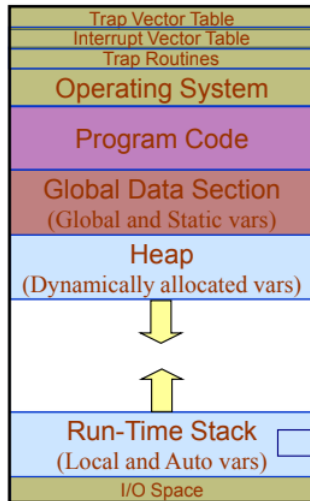 Trap Vector Table
Interrupt Vector Table
Trap Routines
Operating System
Program Code
Global Data Section
(Global and Static vars)
Heap
(Dynamically allocated vars)
Run-Time Stack
(Local and Auto vars)
I/O Space